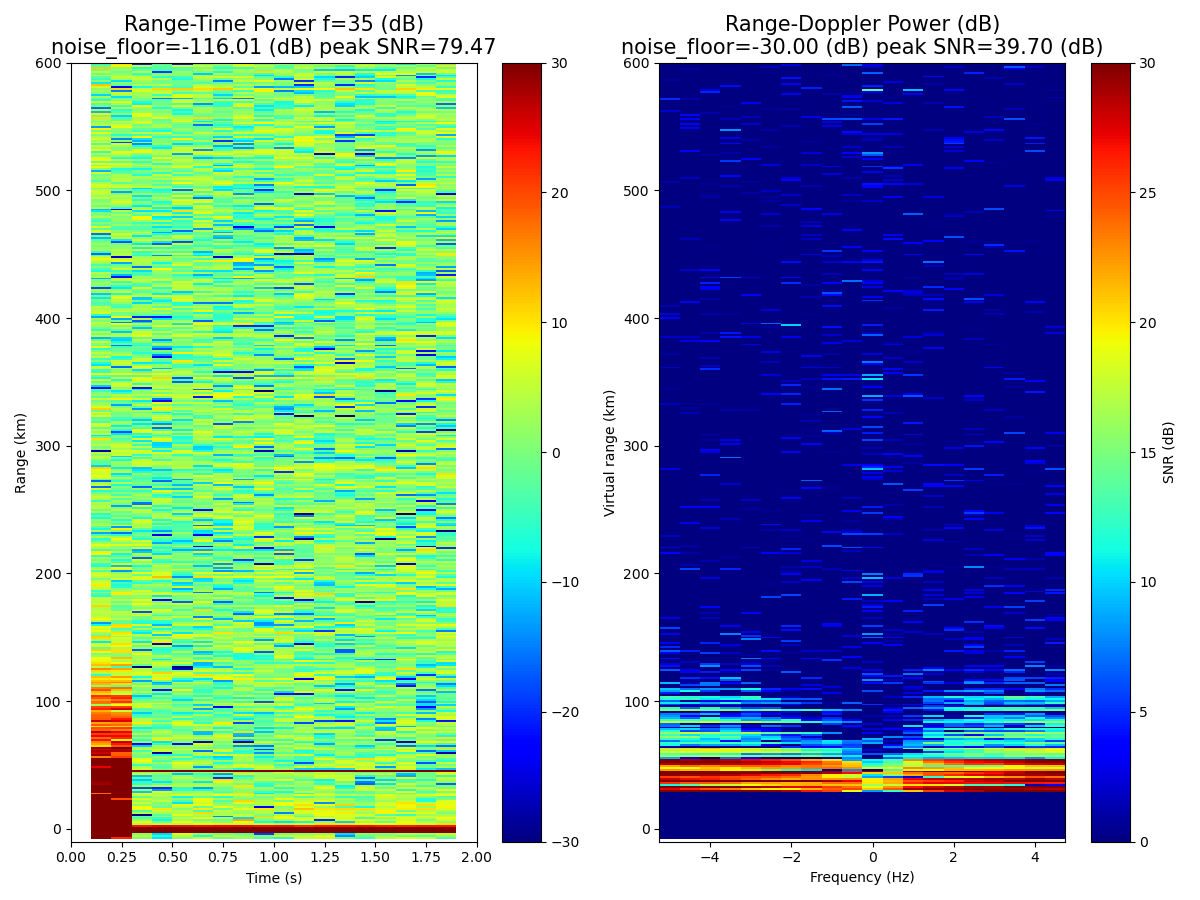 Range-Time Power f=35 (dB)
noise_floor=-116.01 (dB) peak SNR=79.47
Range (km)
600
500
400
300
200
100
0
0.00 0.25 0.50 0.75 1.00 1.25 1.50 1.75 2.00
Time (s)
30
20
10
0
−10
−20
−30
Range-Doppler Power (dB)
noise_floor=-30.00 (dB) peak SNR=39.70 (dB)
Virtual range (km)
600
500
400
300
200
100
0
−4 −2 0 2 4
Frequency (Hz)
30
25
20
15
10
5
0
SNR (dB)